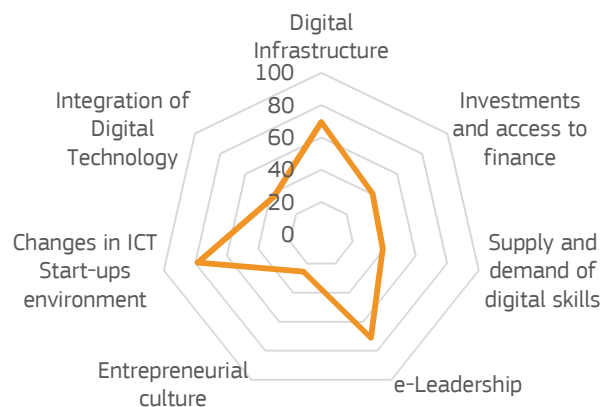 Digital
Infrastructure
100
80
60
40
20
0
Investments
and access to
finance
Supply and
demand of
digital skills
e-Leadership
Entrepreneurial
culture
Changes in ICT
Start-ups
environment
Integration of
Digital
Technology